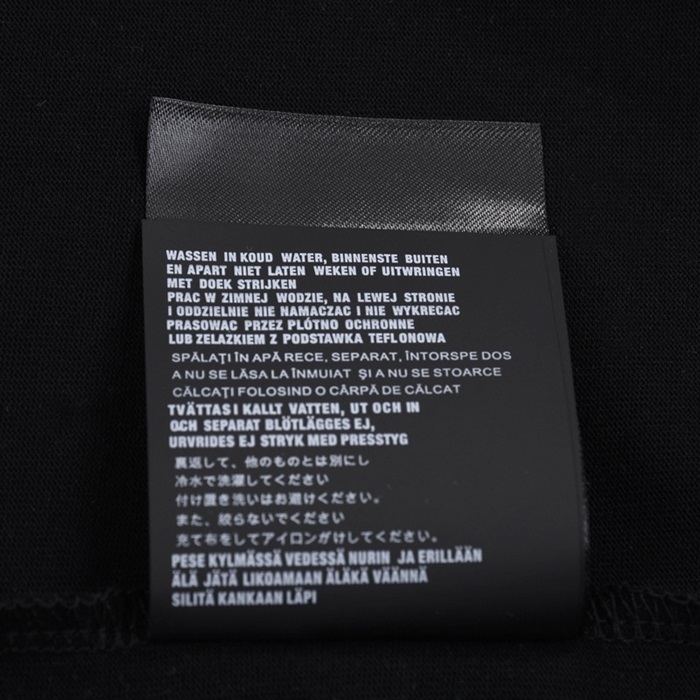 WASSEN IN KOUD WATER, BINNENSTE BUITEN
EN APART NIET LATEN WEKEN OF UITWRINGEN
MET DOEK STRIJKEN
PRAC W ZIMNEJ WODZIE, NA LEWEJ STRONIE
I ODDZIELNIE NIE NAMACZAC I NIE WYKRECAC
PRASOWAC PRZEZ PLÓTNO OCHRONNE
LUB ZELAZKIEM Z PODSTAWKA TEFLONOWA
SPĂLAȚI ÎN APĂ RECE, SEPARAT, ÎNTORSPE DOS
A NU SE LĂSA LA ÎNMUIAT ȘI A NU SE STOARCE
CĂLCAȚI FOLOSIND O CÂRPĂ DE CĂLCAT
TVÄTTAS I KALLT VATTEN, UT OCH IN
OCH SEPARAT BLÖTLÄGGES EJ,
URVRIDES EJ STRYK MED PRESSTYG
裏返して、他のものとは別にし
冷水で洗濯してください
付け置き洗いはお避けください。
また、絞らないでください
充て布をしてアイロンがけしてください。
PESE KYLMÄSSÄ VEDESSÄ NURIN JA ERILLÄÄN
ÄLÄ JÄTÄ LIKOAMAAN ÄLÄKÄ VÄÄNNÄ
SILITÄ KANKAAN LÄPI